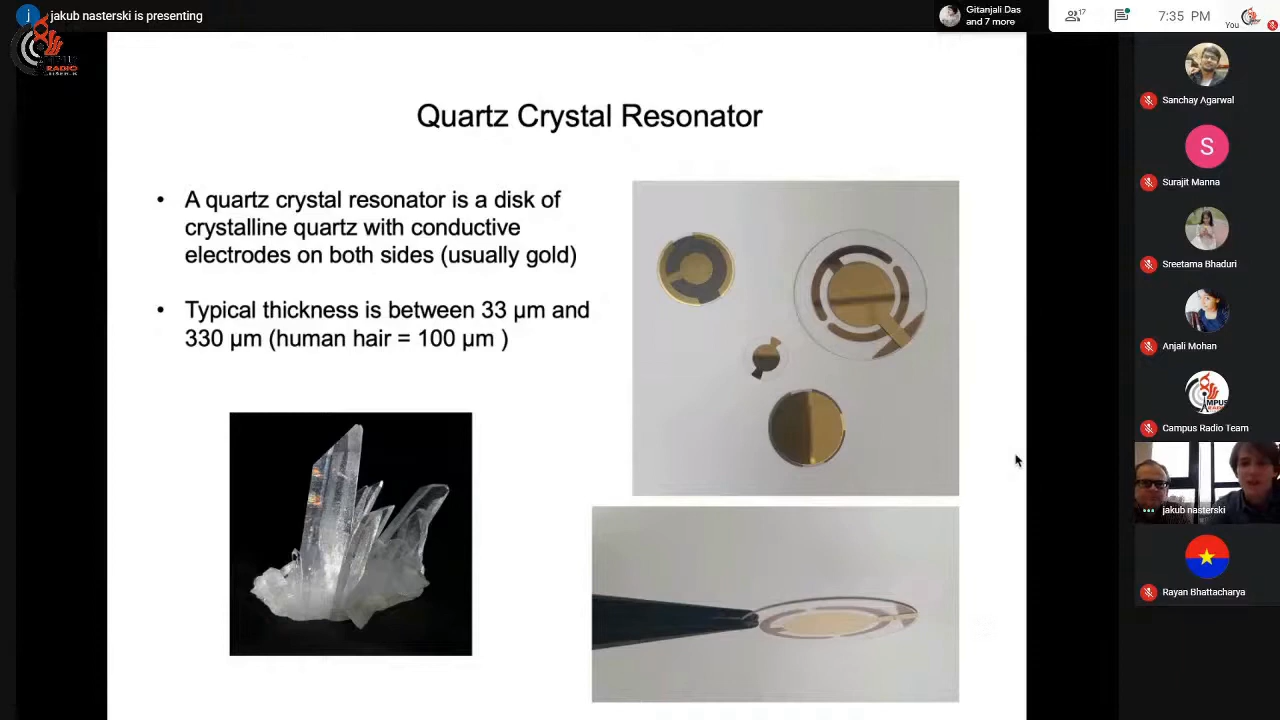 jakub nasterski is presenting
Gitanjali Das
and 7 more
17
7:35 PM
You
RADIO
Quartz Crystal Resonator
• A quartz crystal resonator is a disk of
crystalline quartz with conductive
electrodes on both sides (usually gold)
• Typical thickness is between 33 µm and
330 µm (human hair = 100 µm )
Sanchay Agarwal
S
Surajit Manna
Sreetama Bhaduri
Anjali Mohan
AMPUS
Campus Radio Team
jakub nasterski
Rayan Bhattacharya